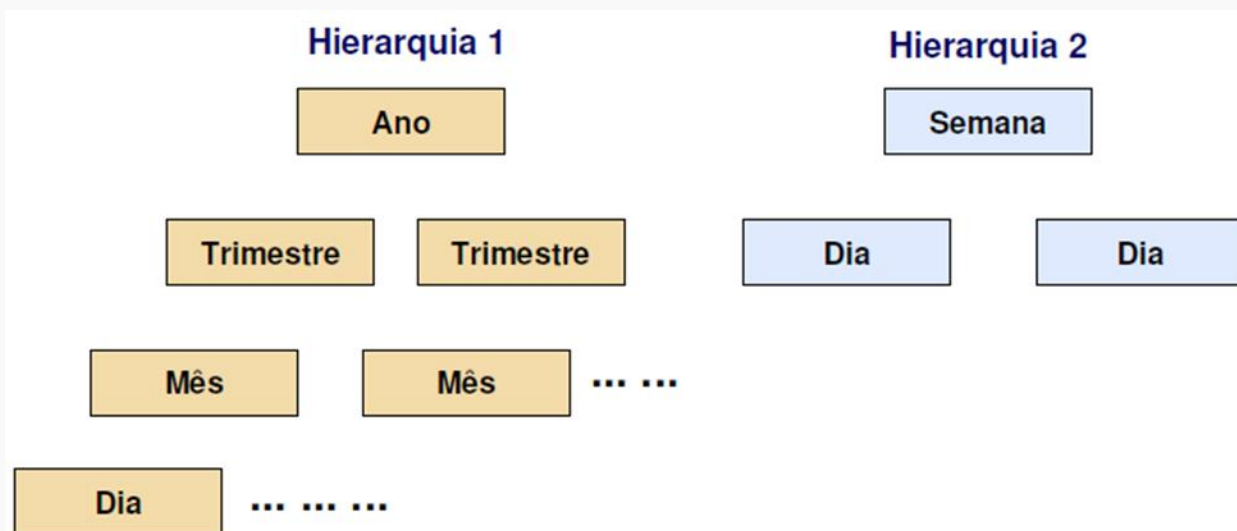 Hierarquia 1
Ano
Trimestre Trimestre
Mês Mês ... ...
Dia ... ... ...
Hierarquia 2
Semana
Dia Dia